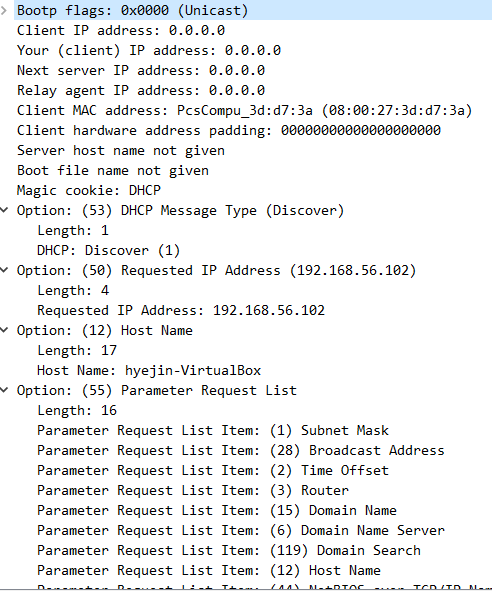 Bootp flags: 0x0000 (Unicast)
Client IP address: 0.0.0.0
Your (client) IP address: 0.0.0.0
Next server IP address: 0.0.0.0
Relay agent IP address: 0.0.0.0
Client MAC address: PcsCompu_3d:d7:3a (08:00:27:3d:d7:3a)
Client hardware address padding: 00000000000000000000
Server host name not given
Boot file name not given
Magic cookie: DHCP
Option: (53) DHCP Message Type (Discover)
Length: 1
DHCP: Discover (1)
Option: (50) Requested IP Address (192.168.56.102)
Length: 4
Requested IP Address: 192.168.56.102
Option: (12) Host Name
Length: 17
Host Name: hyejin-VirtualBox
Option: (55) Parameter Request List
Length: 16
Parameter Request List Item: (1) Subnet Mask
Parameter Request List Item: (28) Broadcast Address
Parameter Request List Item: (2) Time Offset
Parameter Request List Item: (3) Router
Parameter Request List Item: (15) Domain Name
Parameter Request List Item: (6) Domain Name Server
Parameter Request List Item: (119) Domain Search
Parameter Request List Item: (12) Host Name
Parameter Request List Item: (44) NetBIOS over TCP/IP